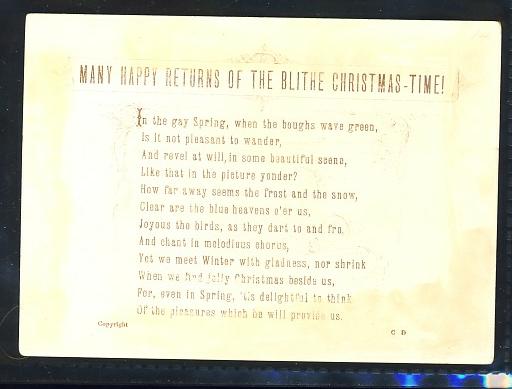 MANY HAPPY RETURNS OF THE BLITHE CHRISTMAS-TIME!
In the gay Spring, when the boughs wave green,
Is it not pleasant to wander,
And revel at will, in some beautiful scene,
Like that in the picture yonder?
How far away seems the frost and the snow,
Clear are the blue heavens o'er us,
Joyous the birds, as they dart to and fro.
And chant in melodious chorus,
Yet we meet Winter with gladness, nor shrink
When we find jolly Christmas beside us,
For, even in Spring, 'tis delightful to think
Of the pleasures which he will provide us.
Copyright
C D